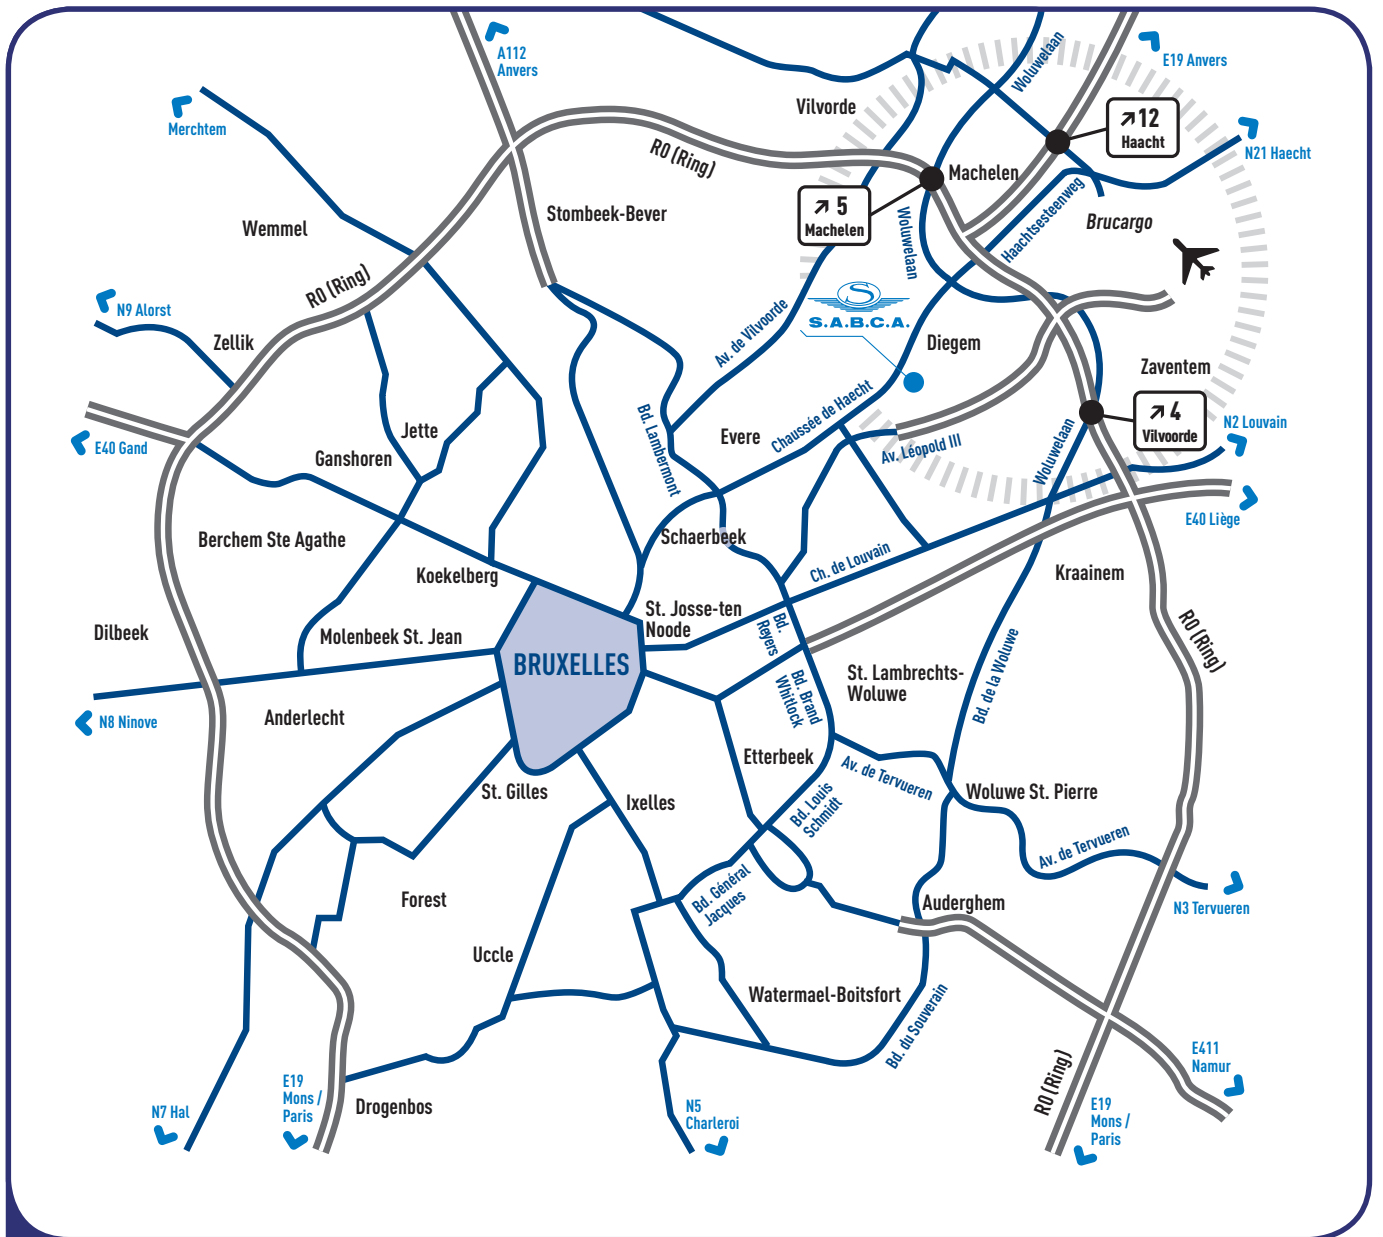 A112
Anvers
E19 Anvers
Woluwelaan
Merchtem
Vilvorde
12
Haacht
N21 Haecht
R0 (Ring)
Machelen
Haachtsesteenweg
5
Machelen
Woluwelaan
Brucargo
Stombeek-Bever
Wemmel
R0 (Ring)
N9 Alorst
S
S.A.B.C.A.
Zellik
Av. de Vilvoorde
Diegem
Zaventem
4
Vilvoorde
N2 Louvain
Jette
Bd. Lambermont
Evere
Chaussée de Haecht
Av. Léopold III
Woluwelaan
E40 Gand
Ganshoren
E40 Liège
Berchem Ste Agathe
Schaerbeek
Koekelberg
Ch. de Louvain
Kraainem
St. Josse-ten
Noode
Bd.
Reyers
R0 (Ring)
Dilbeek
Molenbeek St. Jean
BRUXELLES
St. Lambrechts-
Woluwe
Bd. de la Woluwe
Bd. Brand
Whitlock
N8 Ninove
Anderlecht
Etterbeek
Av. de Tervueren
St. Gilles
Ixelles
Bd. Louis
Schmidt
Woluwe St. Pierre
Av. de Tervueren
Forest
Bd. Général
Jacques
Auderghem
N3 Tervueren
Uccle
Watermael-Boitsfort
Bd. du Souverain
E411
Namur
R0 (Ring)
N7 Hal
E19
Mons /
Paris
Drogenbos
N5
Charleroi
E19
Mons /
Paris